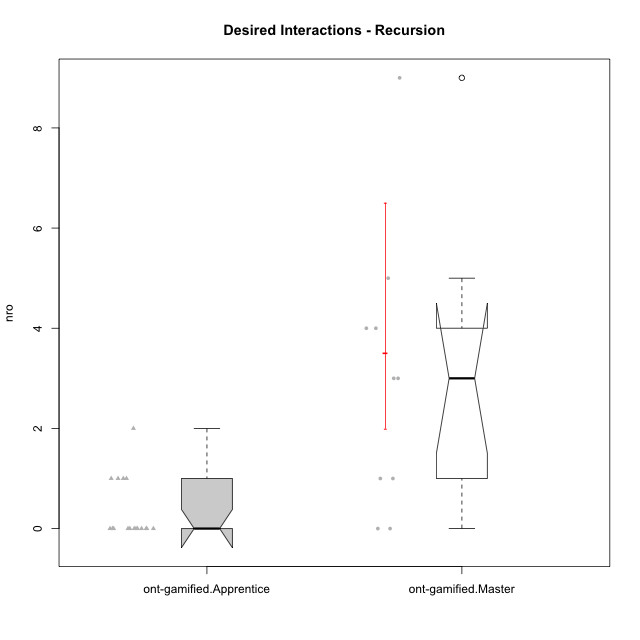 Desired Interactions - Recursion
nro
8
6
4
2
0
ont-gamified.Apprentice
ont-gamified.Master